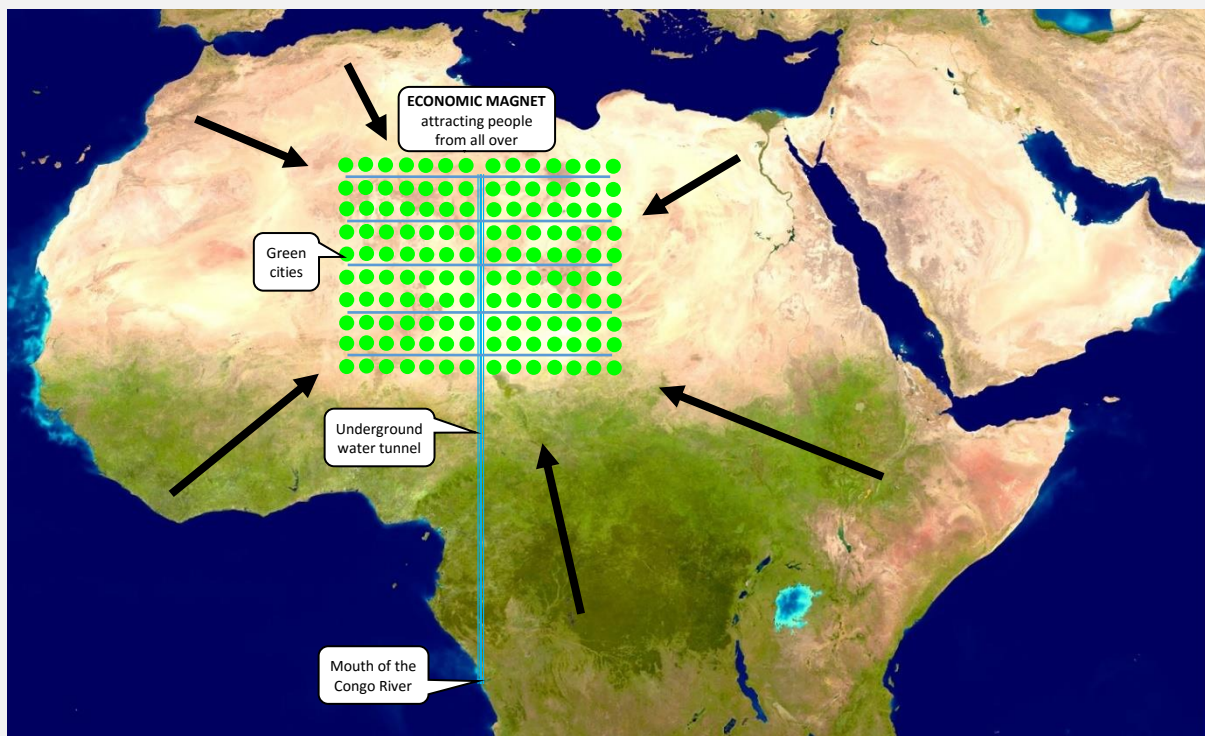 ECONOMIC MAGNET
attracting people
from all over
Green
cities
Underground
water tunnel
Mouth of the
Congo River